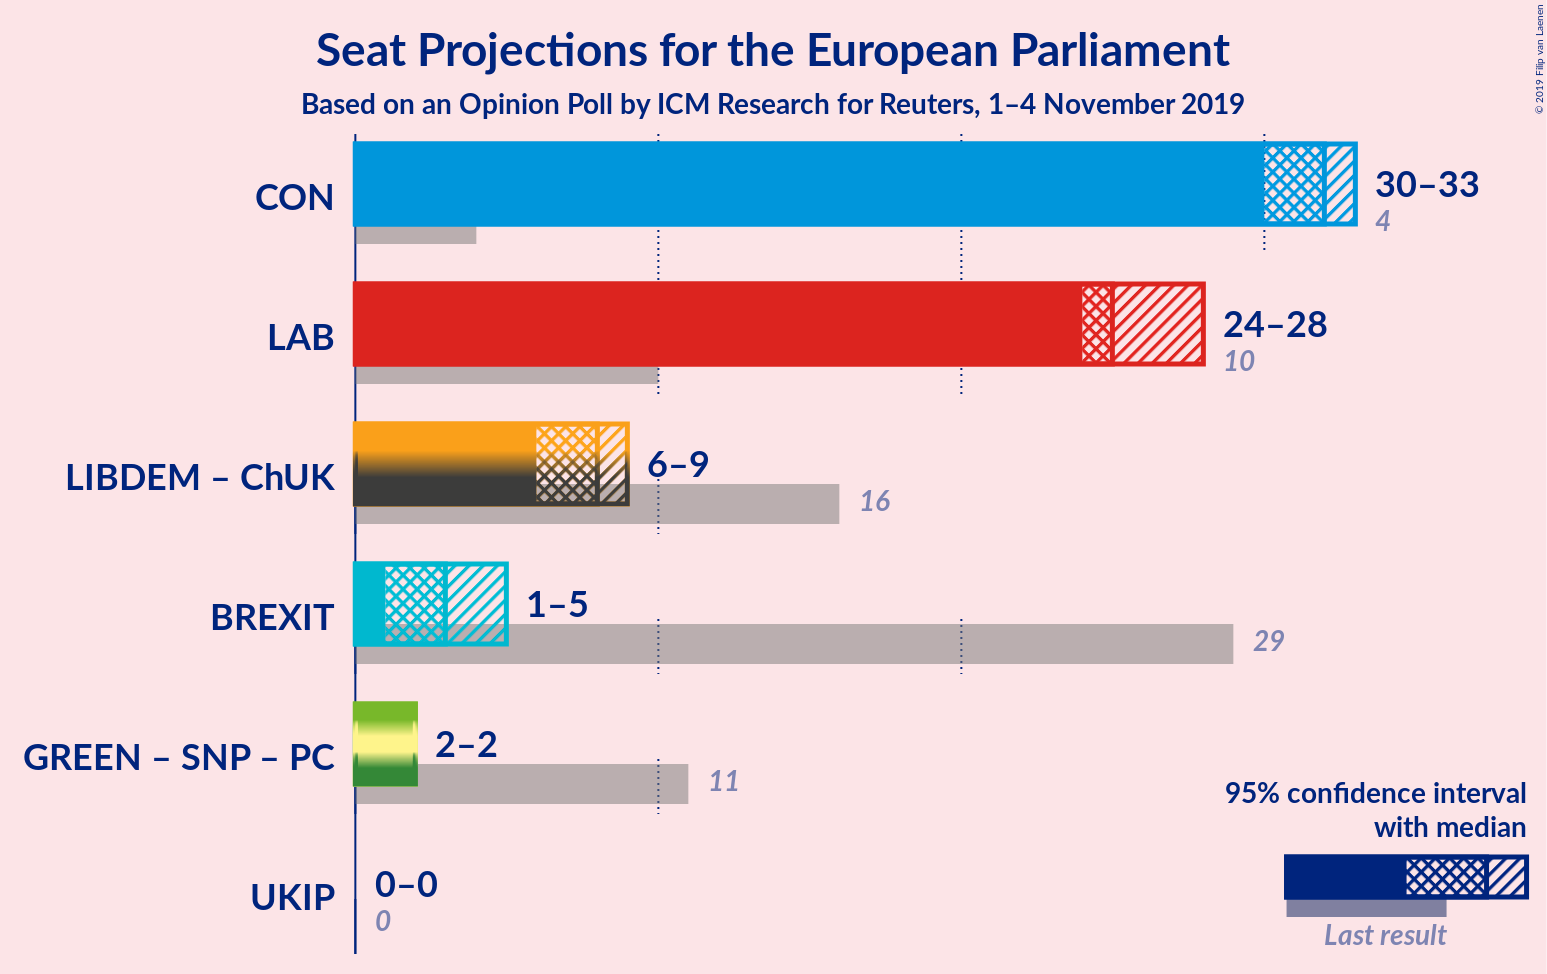 Seat Projections for the European Parliament
Based on an Opinion Poll by ICM Research for Reuters, 1–4 November 2019
© 2019 Filip van Laenen
CON
30–33
4
LAB
24–28
10
LIBDEM – ChUK
6–9
16
BREXIT
1–5
29
GREEN – SNP – PC
2–2
11
UKIP
0–0
0
95% confidence interval
with median
Last result